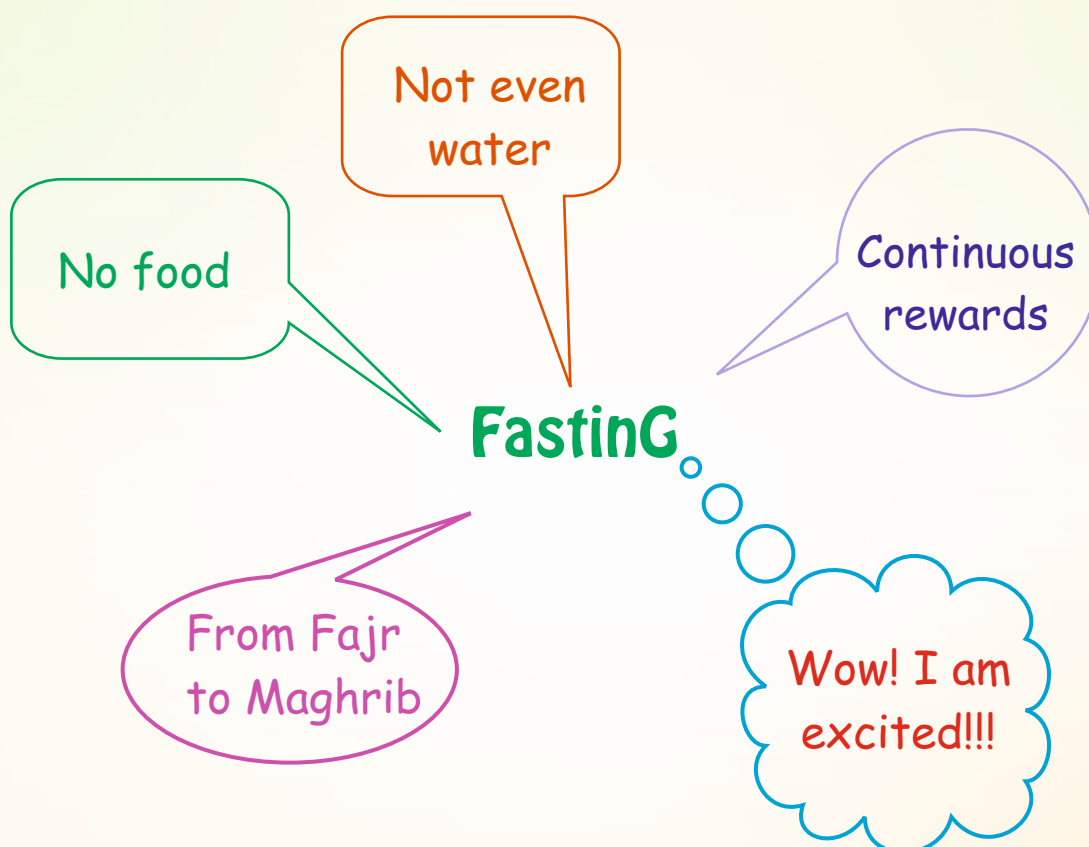 Not even
water
No food
Continuous
rewards
FastinG
From Fajr
to Maghrib
Wow! I am
excited!!!